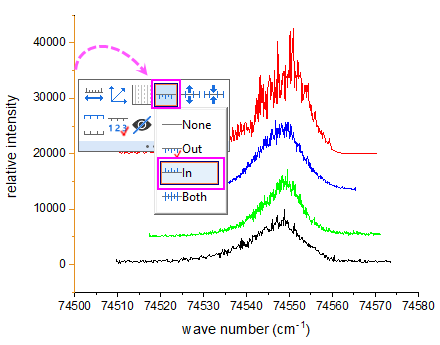 relative intensity
40000
30000
20000
10000
0
123
None
Out
In
Both
74500 74510 74520 74530 74540 74550 74560 74570 74580
wave number (cm⁻¹)